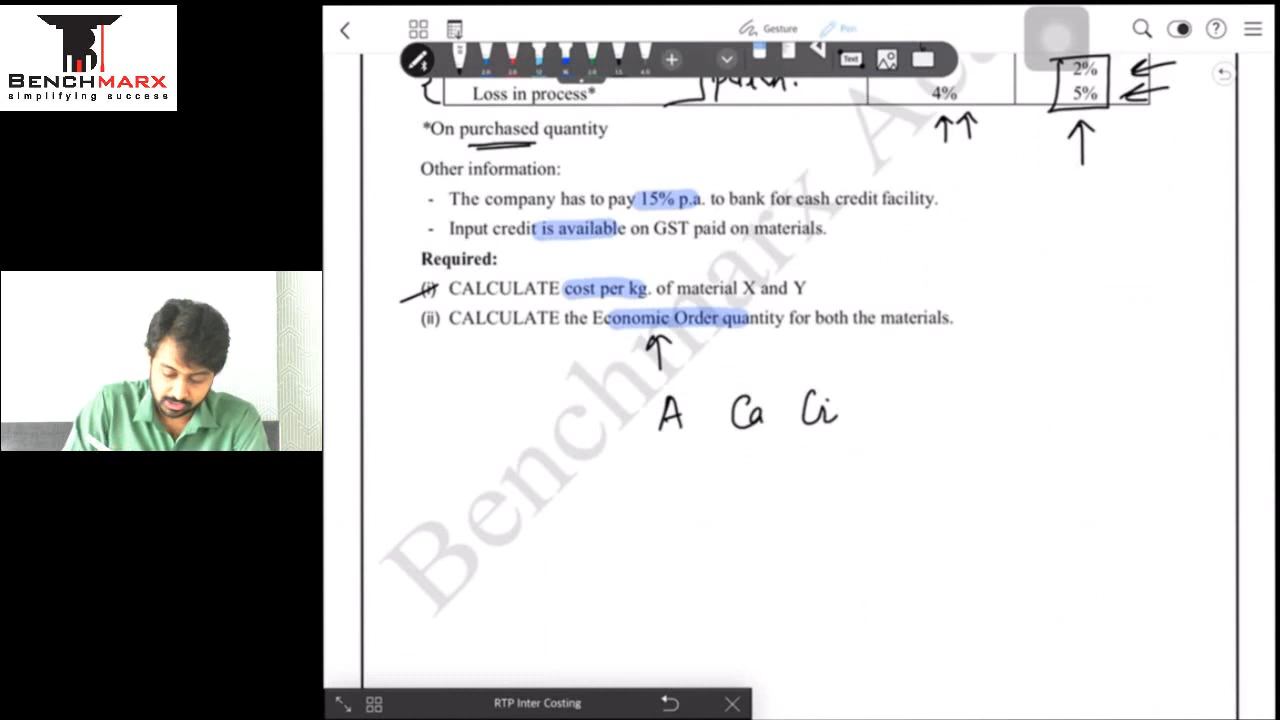 BENCHMARX
simplifying success
Gesture
Pen
Text
2%
Loss in process*
4%
5%
*On purchased quantity
Other information:
- The company has to pay 15% p.a. to bank for cash credit facility.
- Input credit is available on GST paid on materials.
Required:
(i) CALCULATE cost per kg. of material X and Y
(ii) CALCULATE the Economic Order quantity for both the materials.
A Ca Ci
Benchmarx
RTP Inter Costing